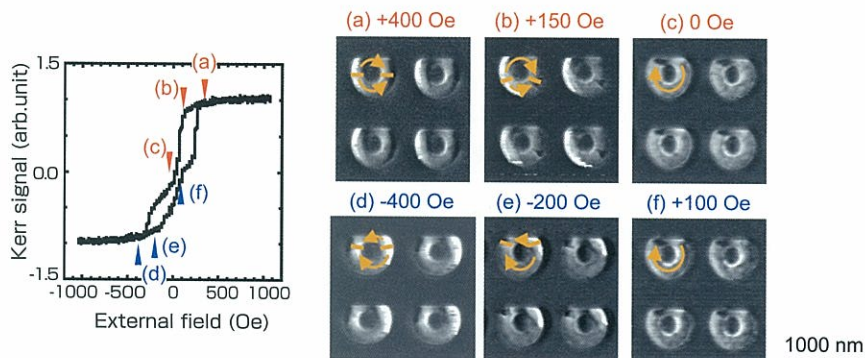 (a) +400 Oe
(b) +150 Oe
(c) 0 Oe
(d) -400 Oe
(e) -200 Oe
(f) +100 Oe
1000 nm
Kerr signal (arb.unit)
1.5
0.0
-1.5
(a)
(b)
(c)
(f)
(e)
(d)
-1000 -500 0 500 1000
External field (Oe)